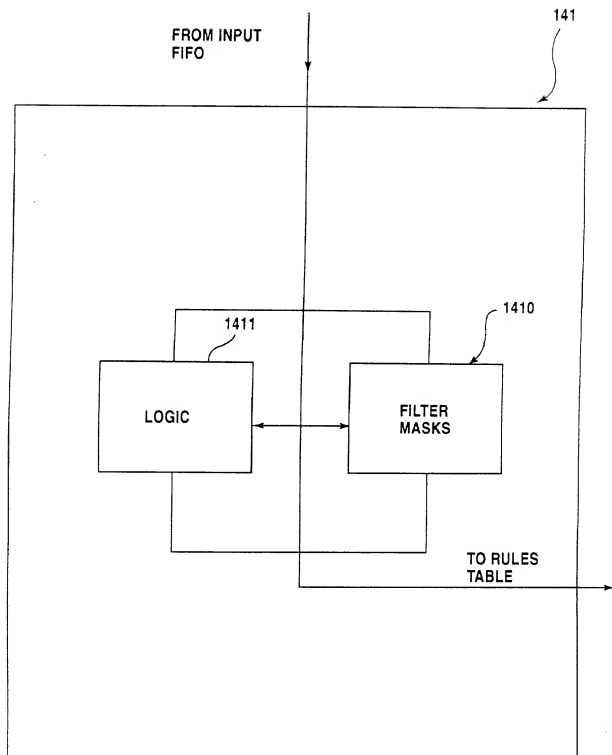 FROM INPUT
FIFO
141
1411
1410
LOGIC
FILTER
MASKS
TO RULES
TABLE